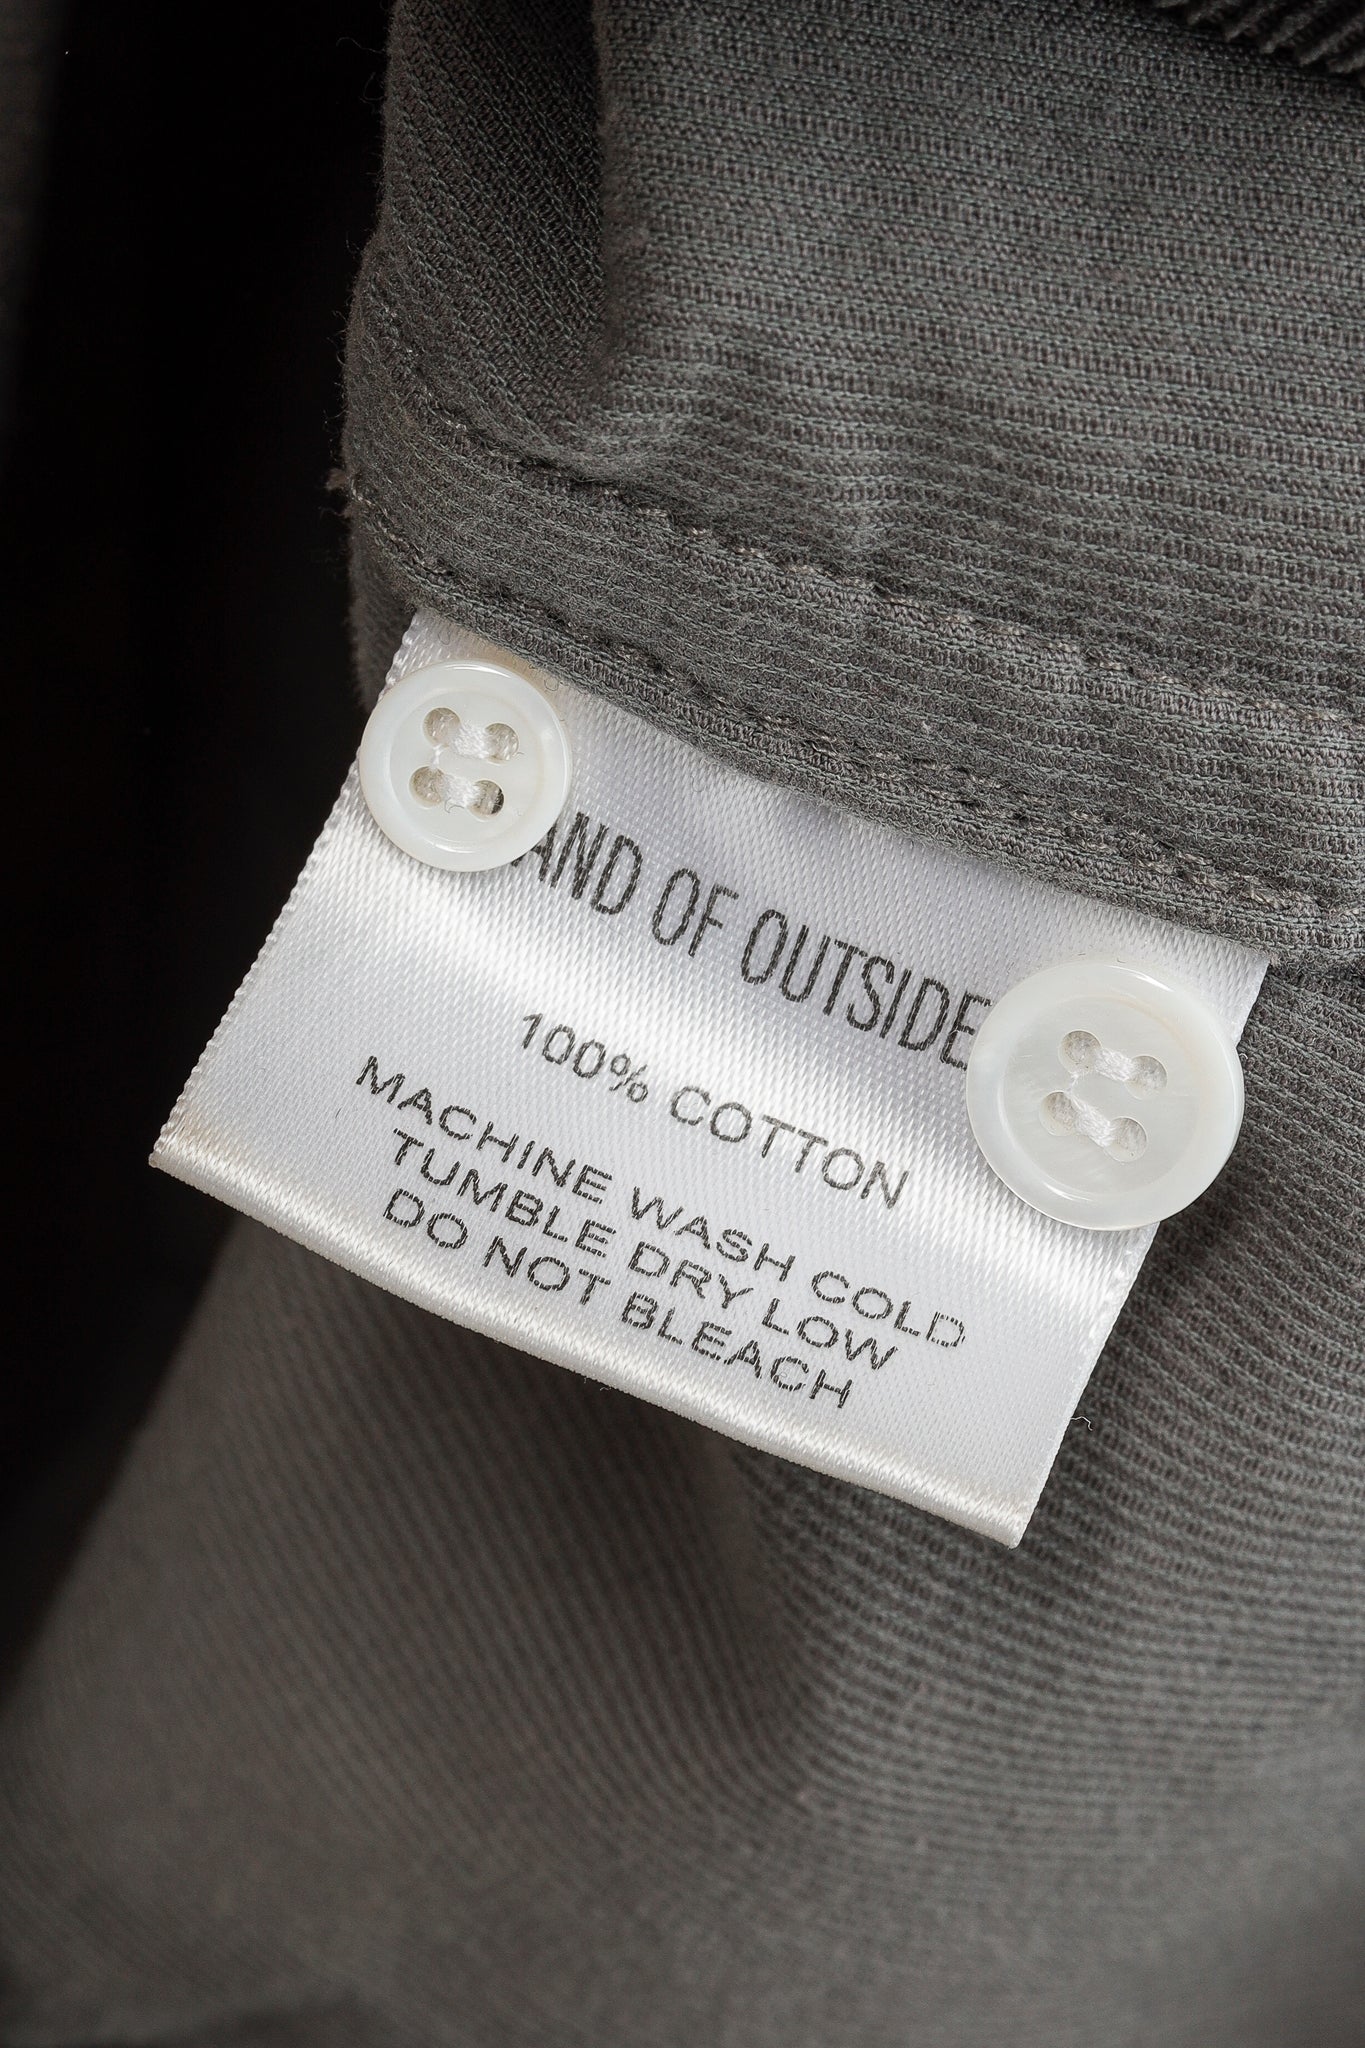 AND OF OUTSIDE
100% COTTON
MACHINE WASH COLD
TUMBLE DRY LOW
DO NOT BLEACH